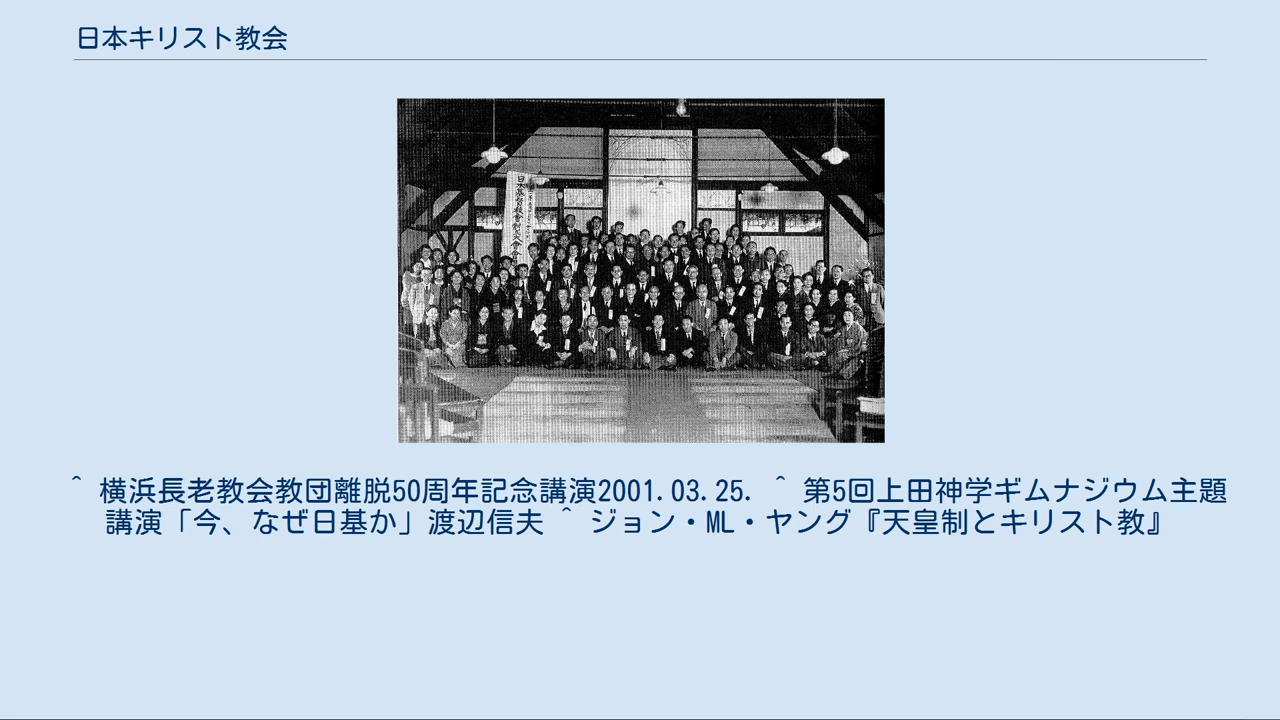 日本キリスト教会
＾ 横浜長老教会教団離脱50周年記念講演2001.03.25. ＾ 第5回上田神学ギムナジウム主題
講演「今、なぜ日基か」渡辺信夫 ＾ ジョン・ML・ヤング『天皇制とキリスト教』